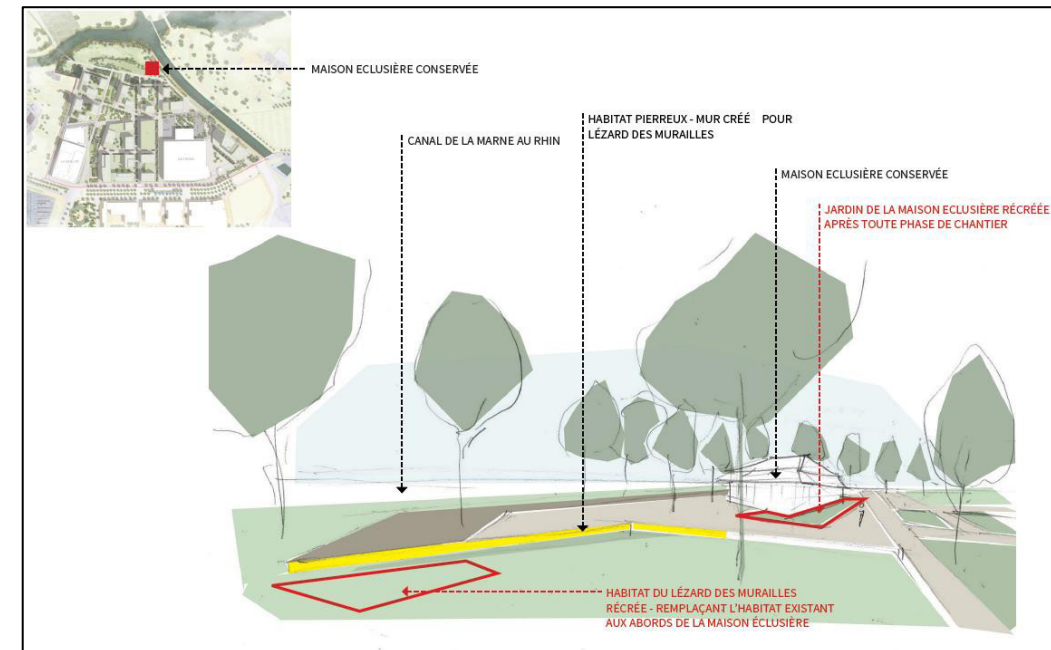 MAISON ECLUSIÈRE CONSERVÉE
HABITAT PIERREUX - MUR CRÉÉ POUR
LÉZARD DES MURAILLES
CANAL DE LA MARNE AU RHIN
MAISON ECLUSIÈRE CONSERVÉE
JARDIN DE LA MAISON ECLUSIÈRE RÉCRÉÉE
APRÈS TOUTE PHASE DE CHANTIER
HABITAT DU LÉZARD DES MURAILLES
RÉCRÉE - REMPLAÇANT L'HABITAT EXISTANT
AUX ABORDS DE LA MAISON ÉCLUSIÈRE